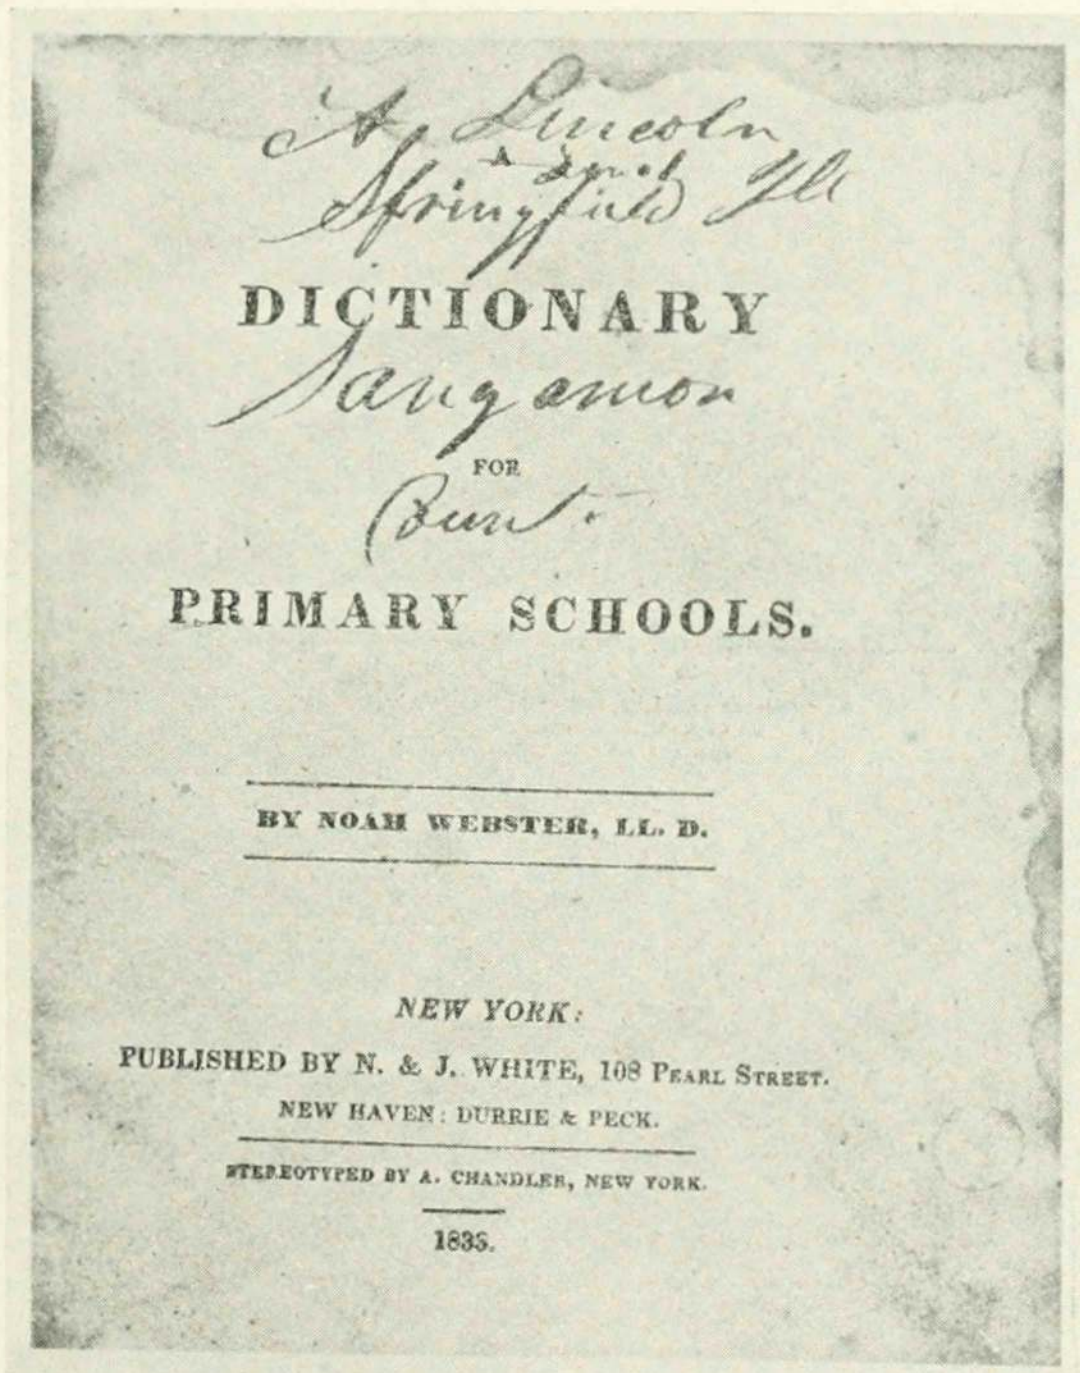 A Lincoln
Springfield Ill
DICTIONARY
Sangamon
FOR
Count.
PRIMARY SCHOOLS.
BY NOAH WEBSTER, LL. D.
NEW YORK:
PUBLISHED BY N. & J. WHITE, 108 PEARL STREET.
NEW HAVEN: DURRIE & PECK.
STEREOTYPED BY A. CHANDLER, NEW YORK.